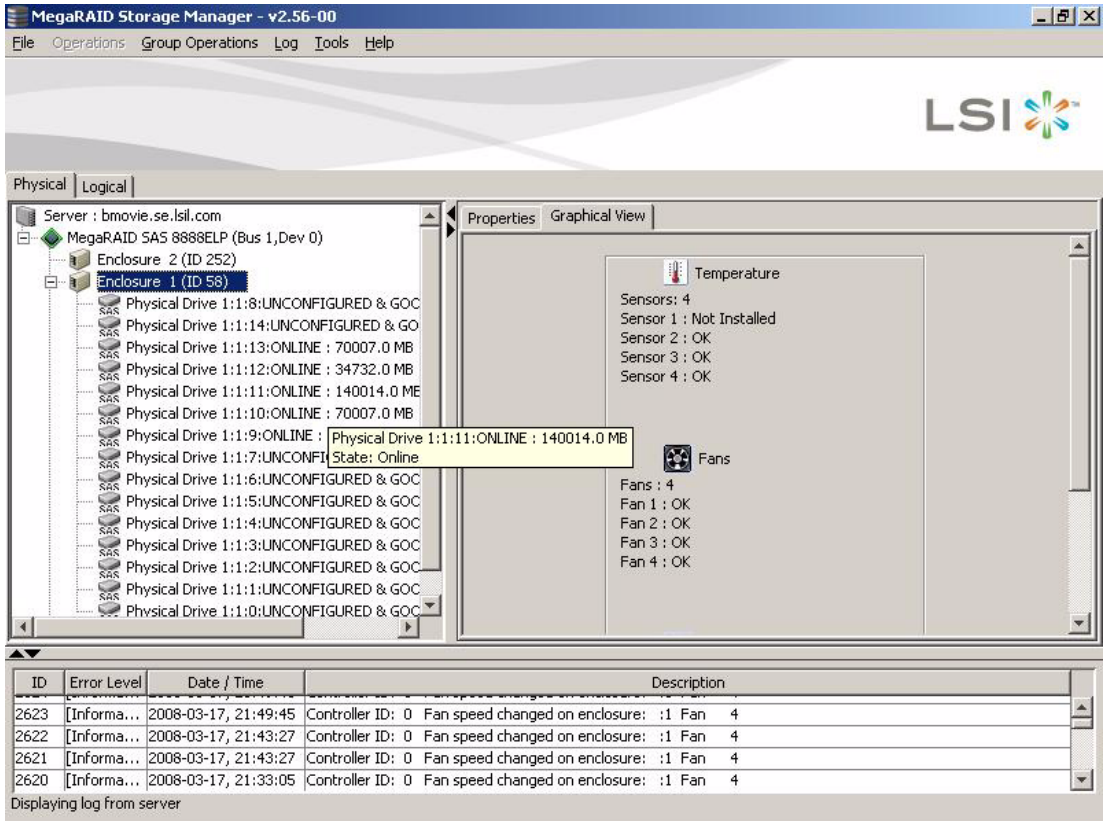 MegaRAID Storage Manager - v2.56-00
File Operations Group Operations Log Tools Help
LSI
Physical Logical
Server : bmovie.se.lsil.com
MegaRAID SAS 8888ELP (Bus 1,Dev 0)
Enclosure 2 (ID 252)
Enclosure 1 (ID 58)
SAS Physical Drive 1:1:8:UNCONFIGURED & GOC
SAS Physical Drive 1:1:14:UNCONFIGURED & GO
SAS Physical Drive 1:1:13:ONLINE : 70007.0 MB
SAS Physical Drive 1:1:12:ONLINE : 34732.0 MB
SAS Physical Drive 1:1:11:ONLINE : 140014.0 ME
SAS Physical Drive 1:1:10:ONLINE : 70007.0 MB
SAS Physical Drive 1:1:9:ONLINE :
SAS Physical Drive 1:1:7:UNCONFI
SAS Physical Drive 1:1:6:UNCONFIGURED & GOC
SAS Physical Drive 1:1:5:UNCONFIGURED & GOC
SAS Physical Drive 1:1:4:UNCONFIGURED & GOC
SAS Physical Drive 1:1:3:UNCONFIGURED & GOC
SAS Physical Drive 1:1:2:UNCONFIGURED & GOC
SAS Physical Drive 1:1:1:UNCONFIGURED & GOC
Physical Drive 1:1:0:UNCONFIGURED & GOC
Physical Drive 1:1:11:ONLINE : 140014.0 MB
State: Online
Properties Graphical View
Temperature
Sensors: 4
Sensor 1 : Not Installed
Sensor 2 : OK
Sensor 3 : OK
Sensor 4 : OK
Fans
Fans : 4
Fan 1 : OK
Fan 2 : OK
Fan 3 : OK
Fan 4 : OK
ID Error Level Date / Time Description
2623 [Informa... 2008-03-17, 21:49:45 Controller ID: 0 Fan speed changed on enclosure: :1 Fan 4
2622 [Informa... 2008-03-17, 21:43:27 Controller ID: 0 Fan speed changed on enclosure: :1 Fan 4
2621 [Informa... 2008-03-17, 21:43:27 Controller ID: 0 Fan speed changed on enclosure: :1 Fan 4
2620 [Informa... 2008-03-17, 21:33:05 Controller ID: 0 Fan speed changed on enclosure: :1 Fan 4
Displaying log from server